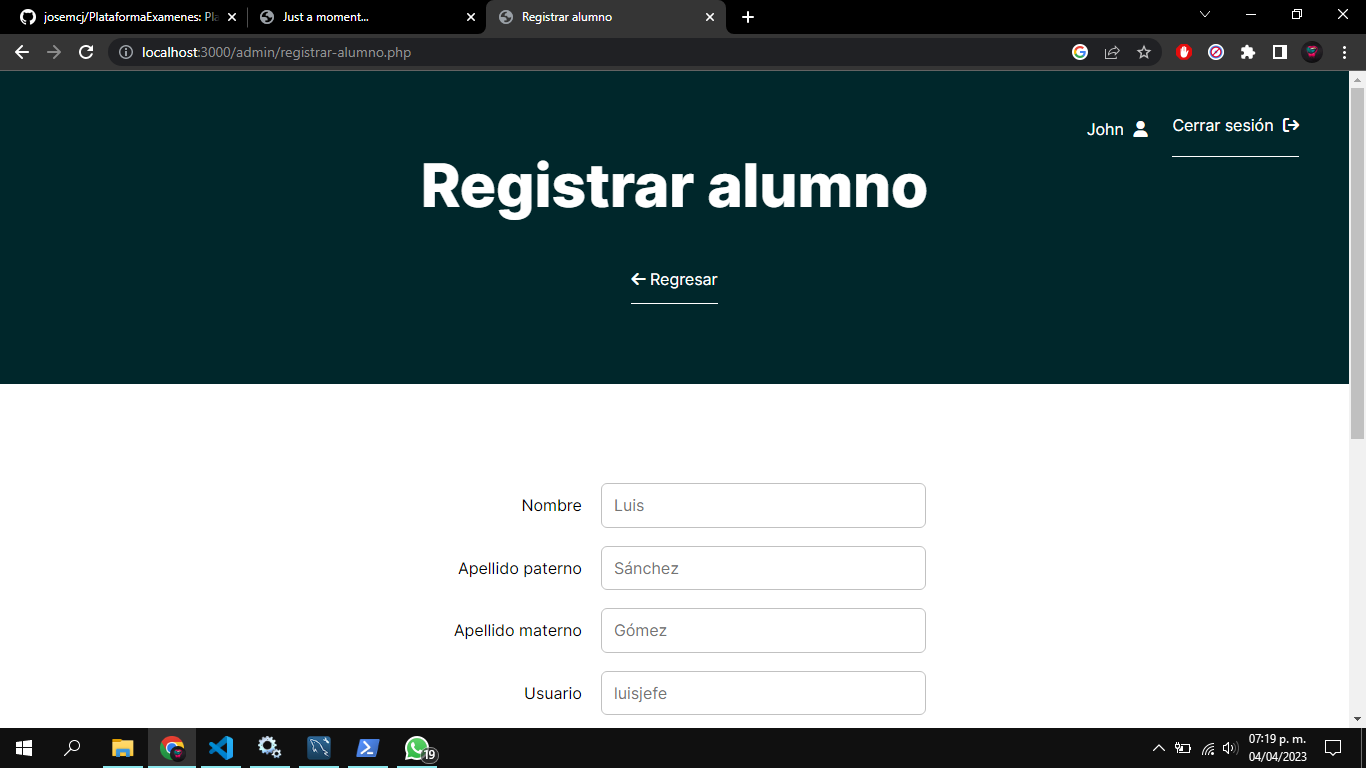 josemcj/PlataformaExamenes: Pla
Just a moment...
Registrar alumno
localhost:3000/admin/registrar-alumno.php
John
Cerrar sesión
Registrar alumno
Regresar
Nombre
Luis
Apellido paterno
Sánchez
Apellido materno
Gómez
Usuario
luisjefe
19
07:19 p. m.
04/04/2023